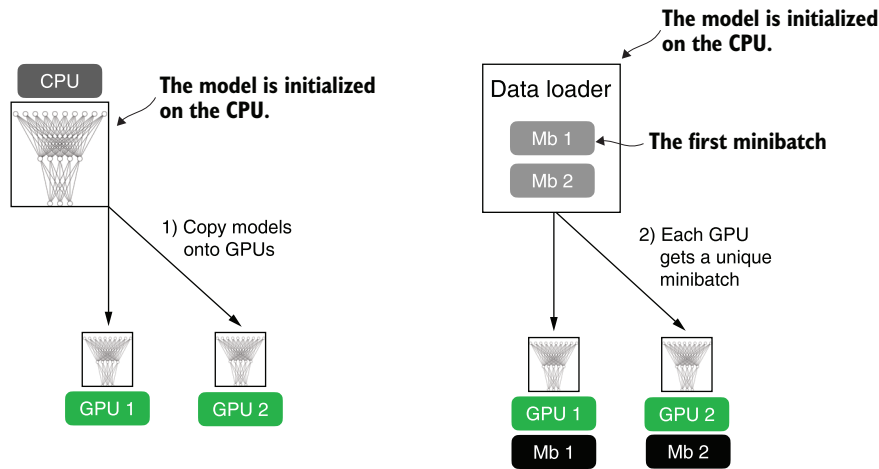 CPU
The model is initialized
on the CPU.
1) Copy models
onto GPUs
GPU 1
GPU 2
The model is initialized
on the CPU.
Data loader
Mb 1
The first minibatch
Mb 2
2) Each GPU
gets a unique
minibatch
GPU 1
GPU 2
Mb 1
Mb 2